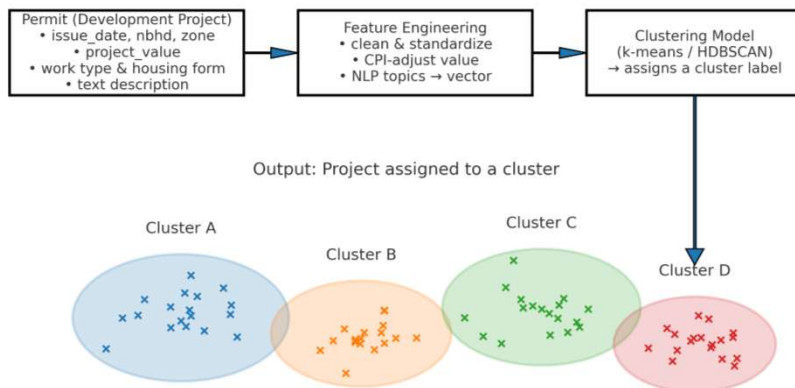 Permit (Development Project)
• issue_date, nbhd, zone
• project_value
• work type & housing form
• text description
Feature Engineering
• clean & standardize
• CPI-adjust value
• NLP topics → vector
Clustering Model
(k-means / HDBSCAN)
→ assigns a cluster label
Output: Project assigned to a cluster
Cluster A
Cluster B
Cluster C
Cluster D